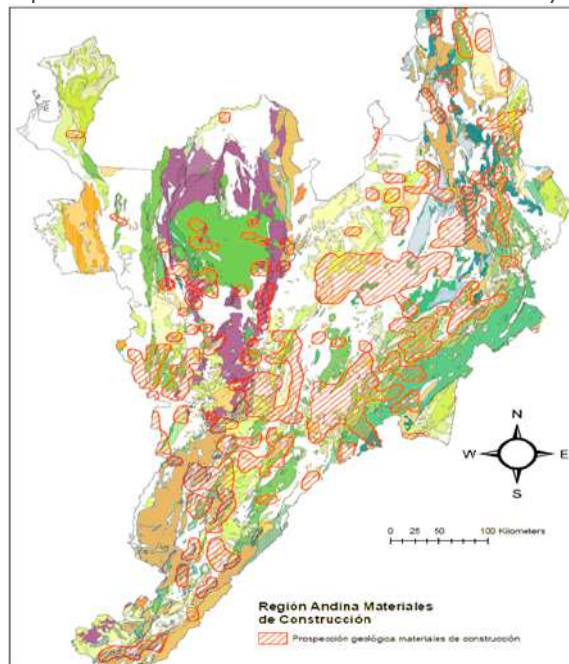 N
W E
S
0 25 50 100 Kilometers
Región Andina Materiales
de Construcción
Prospección geológica materiales de construcción